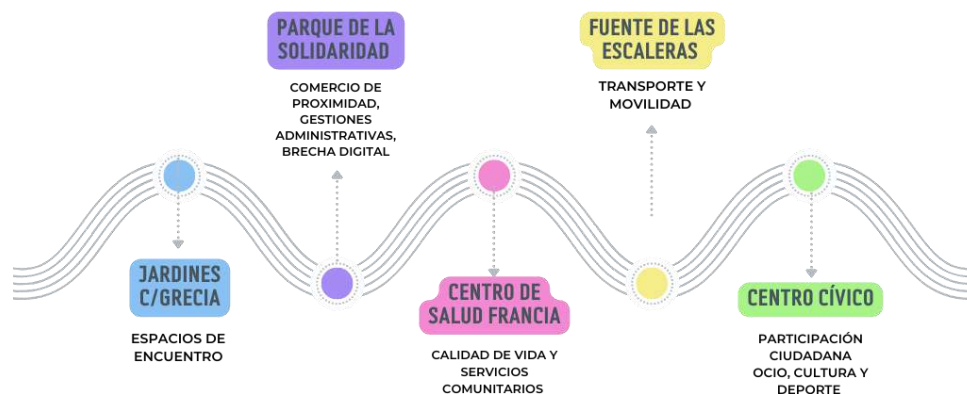 PARQUE DE LA
SOLIDARIDAD
COMERCIO DE
PROXIMIDAD,
GESTIONES
ADMINISTRATIVAS,
BRECHA DIGITAL
FUENTE DE LAS
ESCALERAS
TRANSPORTE Y
MOVILIDAD
JARDINES
C/GRECIA
ESPACIOS DE
ENCUENTRO
CENTRO DE
SALUD FRANCIA
CALIDAD DE VIDA Y
SERVICIOS
COMUNITARIOS
CENTRO CÍVICO
PARTICIPACIÓN
CIUDADANA
OCIO, CULTURA Y
DEPORTE